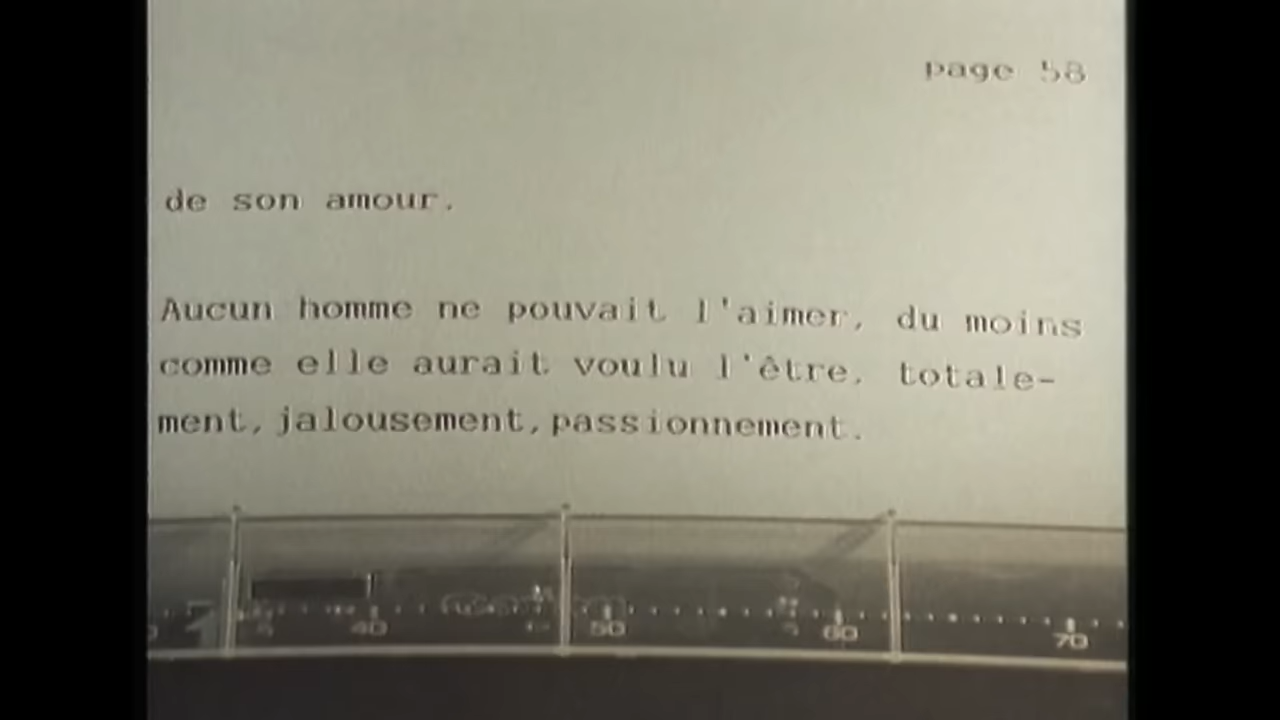 page 58
de son amour.
Aucun homme ne pouvait l'aimer, du moins
comme elle aurait voulu l'être, totale-
ment, jalousement, passionnement.
40 50 60 70